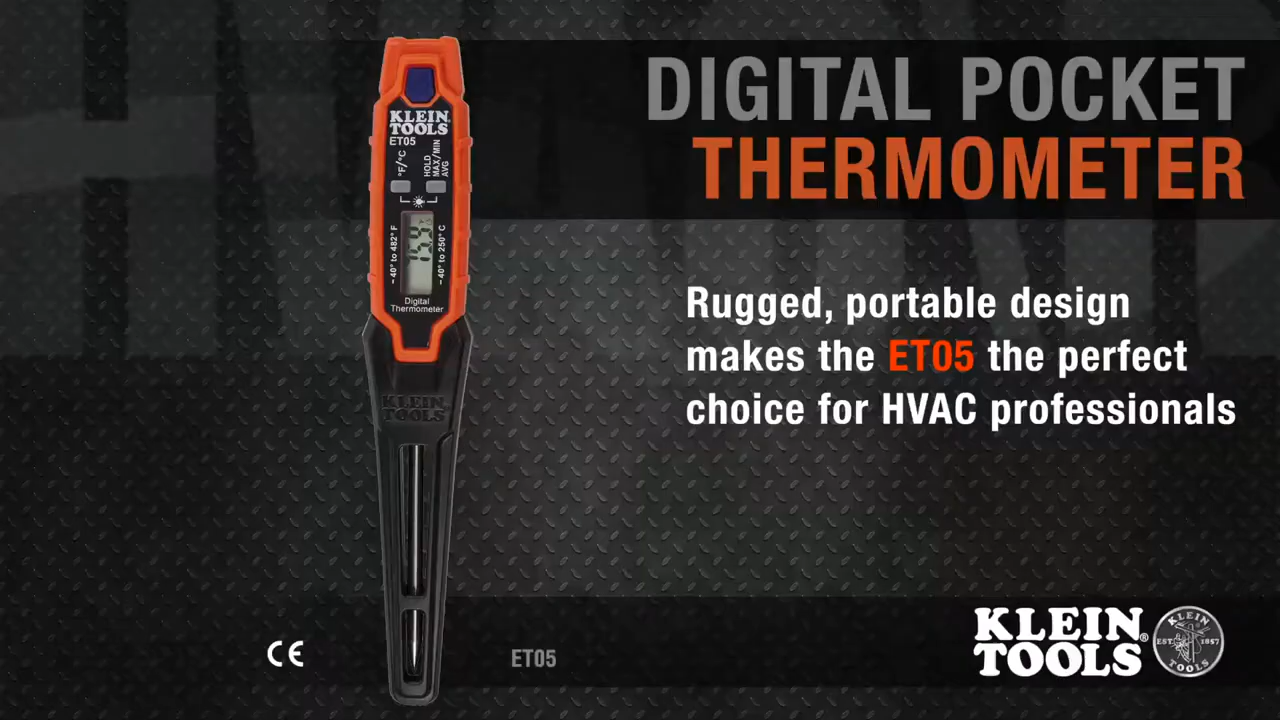 DIGITAL POCKET
THERMOMETER
KLEIN
TOOLS®
ET05
°F/°C
HOLD
MAX/MIN
AVG
-40° to 482° F
-40° to 250° C
Digital
Thermometer
KLEIN
TOOLS
Rugged, portable design
makes the ET05 the perfect
choice for HVAC professionals
CE
ET05
KLEIN
TOOLS®
KLEIN
EST. 1857
TOOLS